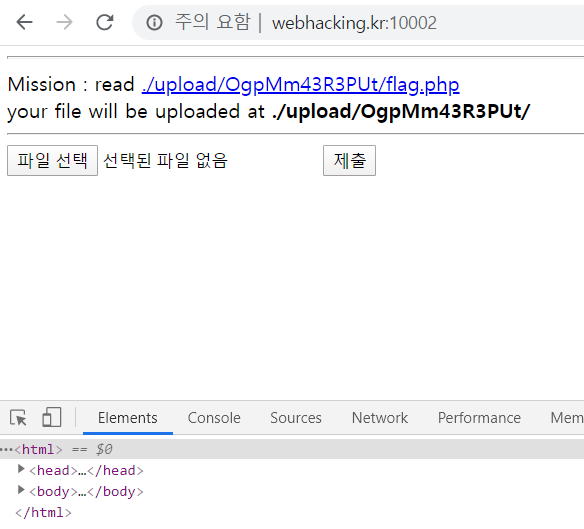 주의 요함 | webhacking.kr:10002
Mission : read ./upload/OgpMm43R3PUt/flag.php
your file will be uploaded at ./upload/OgpMm43R3PUt/
파일 선택 선택된 파일 없음 제출
Elements Console Sources Network Performance Mem
…<html> == $0
<head>…</head>
<body>…</body>
</html>